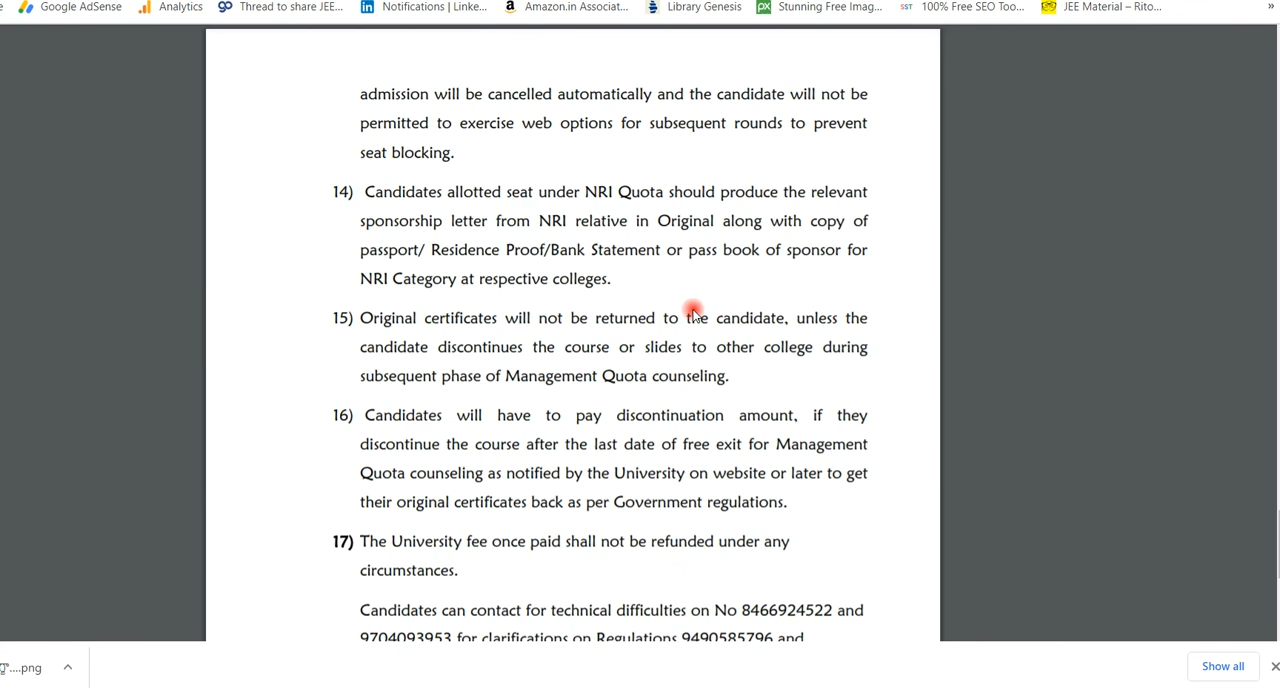 Google AdSense Analytics Thread to share JEE... Notifications | Linke... Amazon.in Associat... Library Genesis Stunning Free Imag... 100% Free SEO Too... JEE Material – Rito... »
admission will be cancelled automatically and the candidate will not be
permitted to exercise web options for subsequent rounds to prevent
seat blocking.
14) Candidates allotted seat under NRI Quota should produce the relevant
sponsorship letter from NRI relative in Original along with copy of
passport/ Residence Proof/Bank Statement or pass book of sponsor for
NRI Category at respective colleges.
15) Original certificates will not be returned to the candidate, unless the
candidate discontinues the course or slides to other college during
subsequent phase of Management Quota counseling.
16) Candidates will have to pay discontinuation amount, if they
discontinue the course after the last date of free exit for Management
Quota counseling as notified by the University on website or later to get
their original certificates back as per Government regulations.
17) The University fee once paid shall not be refunded under any
circumstances.
Candidates can contact for technical difficulties on No 8466924522 and
9704093953 for clarifications on Regulations 9490585796 and
....png Show all